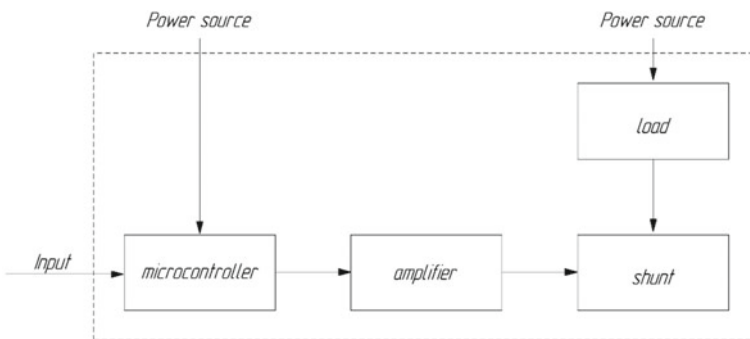 Power source
Power source
load
Input
microcontroller
amplifier
shunt